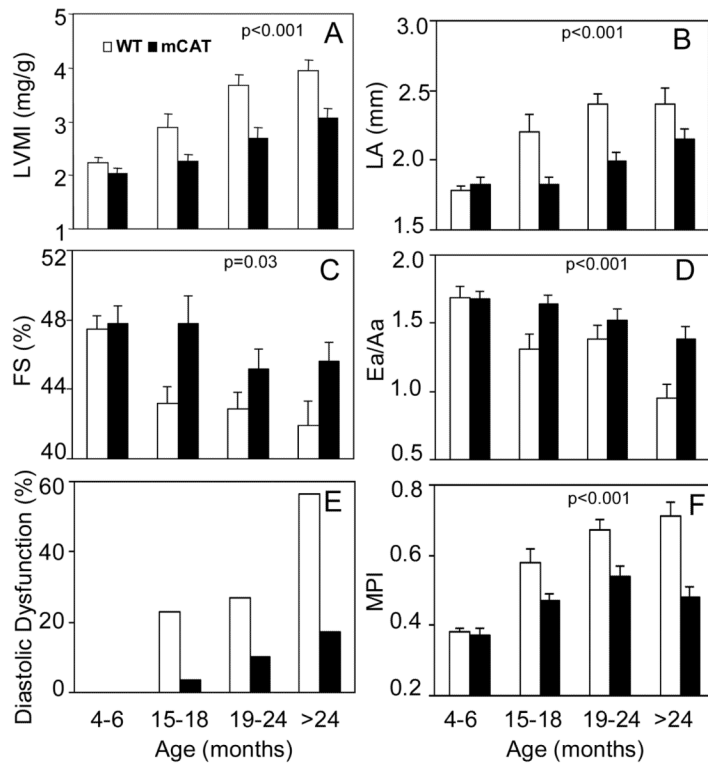 A
p<0.001
WT mCAT
LVMI (mg/g)
5
4
3
2
1
B
p<0.001
LA (mm)
3.0
2.5
2.0
1.5
C
p=0.03
FS (%)
52
48
44
40
D
p<0.001
Ea/Aa
2.0
1.5
1.0
0.5
E
Diastolic Dysfunction (%)
60
40
20
0
4-6 15-18 19-24 >24
Age (months)
F
p<0.001
MPI
0.8
0.6
0.4
0.2
4-6 15-18 19-24 >24
Age (months)